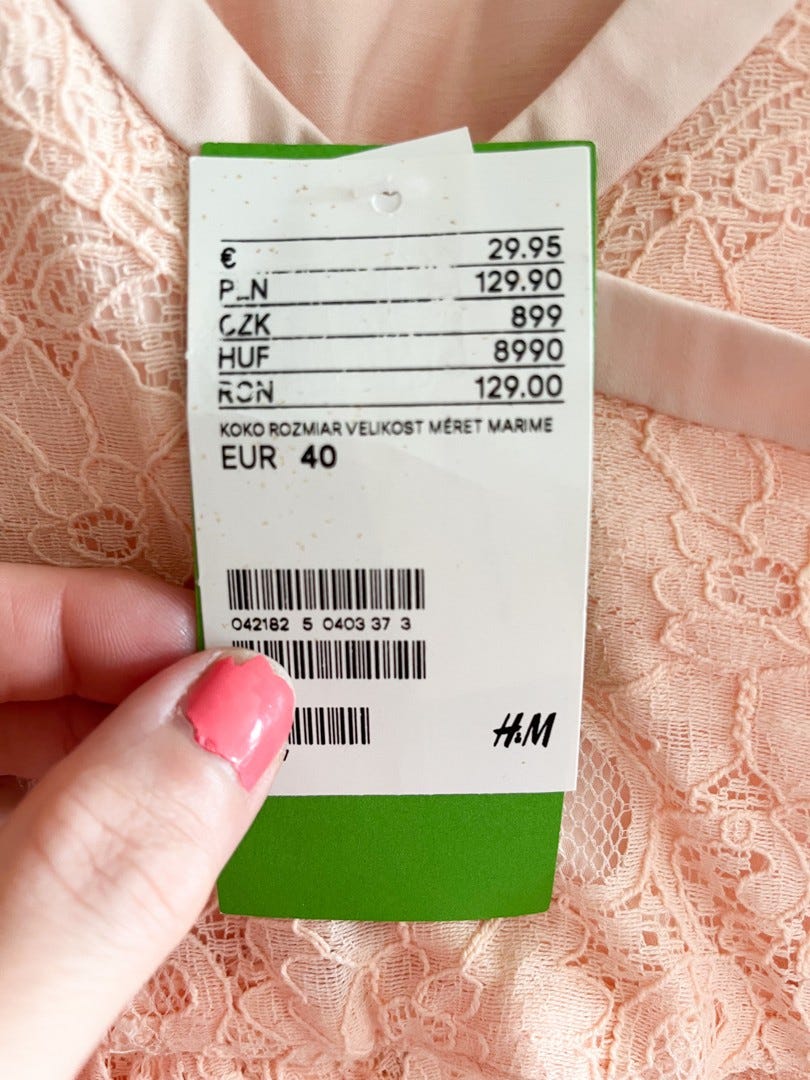 € 29.95
PLN 129.90
CZK 899
HUF 8990
RON 129.00
KOKO ROZMIAR VELIKOST MÉRET MARIME
EUR 40
042182 5 0403 37 3
H&M